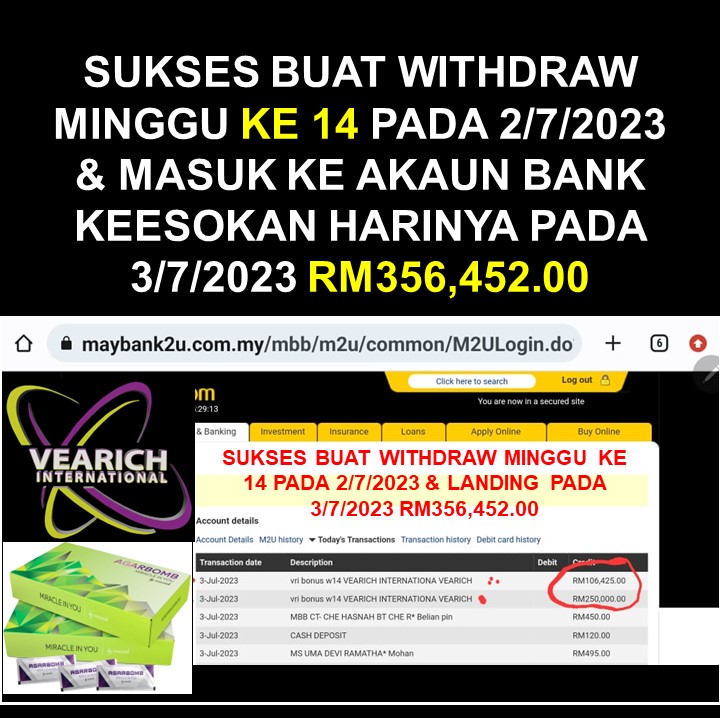 SUKSES BUAT WITHDRAW
MINGGU KE 14 PADA 2/7/2023
& MASUK KE AKAUN BANK
KEESOKAN HARINYA PADA
3/7/2023 RM356,452.00
maybank2u.com.my/mbb/m2u/common/M2ULogin.do
6
om
:29:13
Click here to search
Log out
You are now in a secured site
& Banking Investment Insurance Loans Apply Online Buy Online
VEARICH
INTERNATIONAL
SUKSES BUAT WITHDRAW MINGGU KE
14 PADA 2/7/2023 & LANDING PADA
3/7/2023 RM356,452.00
Account details
Account Details M2U history Today's Transactions Transaction history Debit card history
Transaction date Description Debit Credit
3-Jul-2023 vri bonus w14 VEARICH INTERNATIONA VEARICH RM106,425.00
3-Jul-2023 vri bonus w14 VEARICH INTERNATIONA VEARICH RM250,000.00
3-Jul-2023 MBB CT- CHE HASNAH BT CHE R* Belian pin RM450.00
3-Jul-2023 CASH DEPOSIT RM120.00
3-Jul-2023 MS UMA DEVI RAMATHA* Mohan RM495.00
AGARBOMB
MIRACLE IN YOU
MIRACLE IN YOU
AGARBOMB